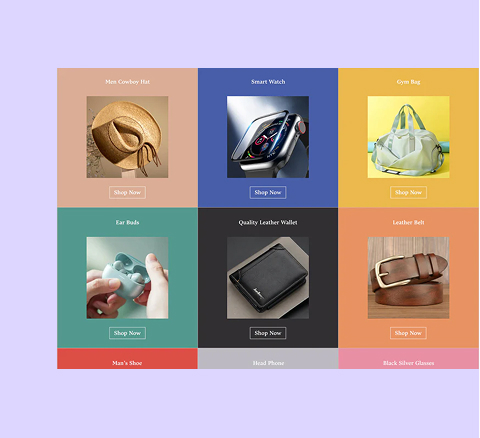 Men Cowboy Hat
Smart Watch
Gym Bag
Shop Now
Shop Now
Shop Now
Ear Buds
Quality Leather Wallet
Leather Belt
Shop Now
Shop Now
Shop Now
Man's Shoe
Head Phone
Black Silver Glasses